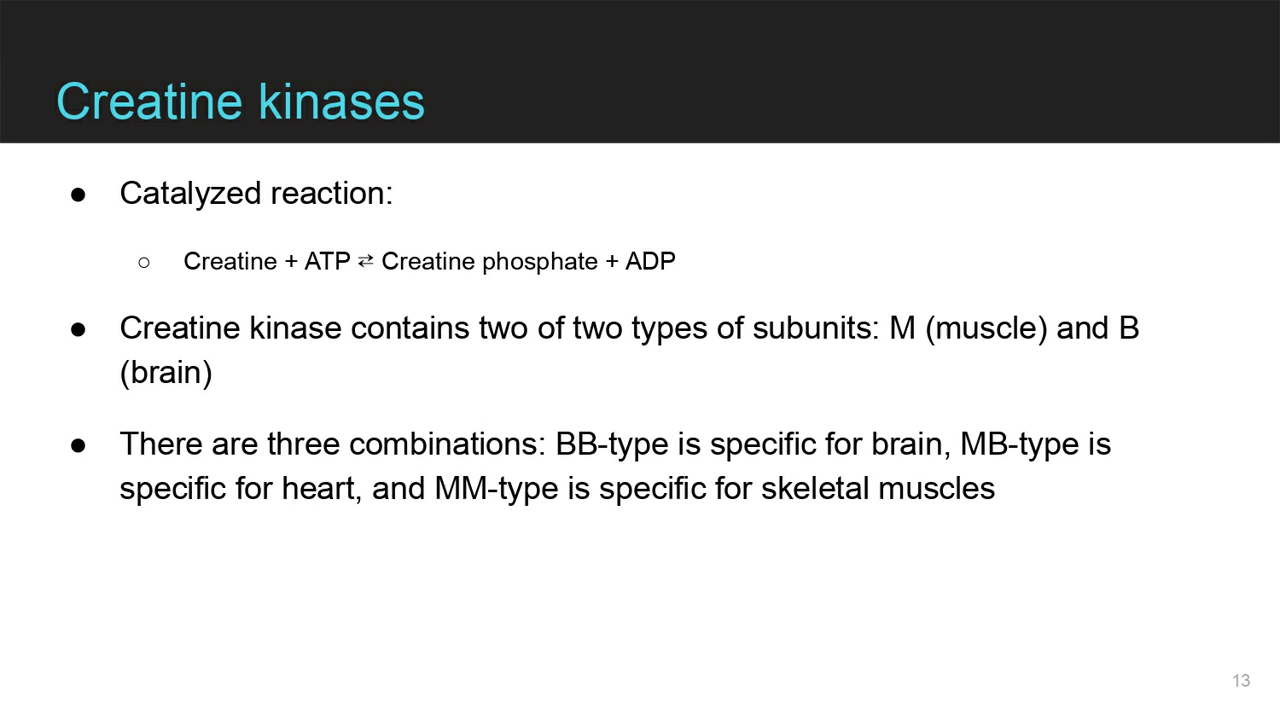 Creatine kinases
● Catalyzed reaction:
○ Creatine + ATP ⇄ Creatine phosphate + ADP
● Creatine kinase contains two of two types of subunits: M (muscle) and B
(brain)
● There are three combinations: BB-type is specific for brain, MB-type is
specific for heart, and MM-type is specific for skeletal muscles
13